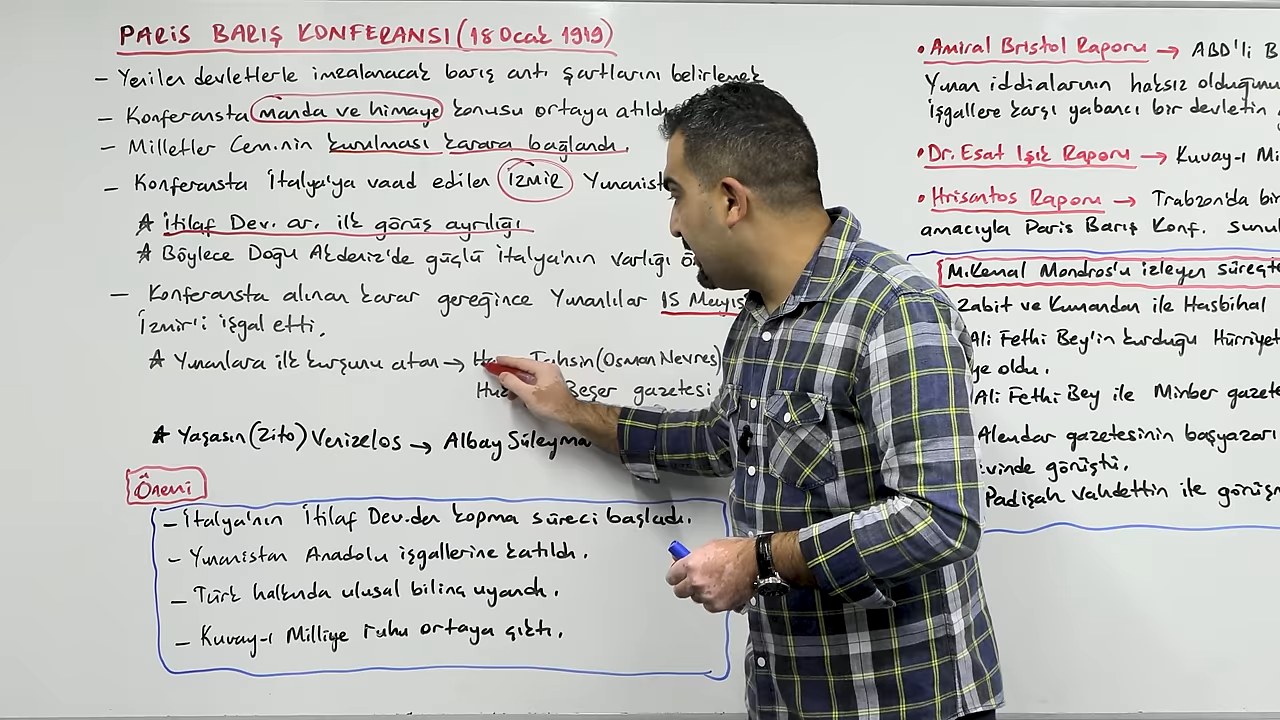 PARİS BARIŞ KONFERANSI (18 Ocak 1919)
– Yenilen devletlerle imzalanacak barış ant. şartlarını belirlemek
– Konferansta manda ve himaye konusu ortaya atıldı
– Milletler Cem.nin kurulması karara bağlandı.
– Konferansta İtalya'ya vaad edilen İZMİR Yunanist
★ İtilaf Dev. ar. ilk görüş ayrılığı
★ Böylece Doğu Akdeniz'de güçlü İtalya'nın varlığı ön
– Konferansta alınan karar gereğince Yunanlılar 15 Mayıs
İzmir'i işgal etti.
★ Yunanlara ilk kurşunu atan → Ha Tahsin (Osman Nevres)
Hu Beşer gazetesi
★ Yaşasın (Zito) Venizelos → Albay Süleyma
Önemi
– İtalya'nın İtilaf Dev.den kopma süreci başladı.
– Yunanistan Anadolu işgallerine katıldı.
– Türk halkında ulusal bilinç uyandı.
– Kuvay-ı Milliye ruhu ortaya çıktı.
• Amiral Bristol Raporu → ABD'li B
Yunan iddialarının haksız olduğunu
işgallere karşı yabancı bir devletin
• Dr. Esat Işık Raporu → Kuvay-ı Mi
• Hrisantos Raporu → Trabzon'da bir
amacıyla Paris Barış Konf. sunul
M.Kemal Mondros'u izleyen süreçte
Zabit ve Kumandan ile Hasbihal
Ali Fethi Bey'in kurduğu Hürriyet
ye oldu.
Ali Fethi Bey ile Minber gazete
Alemdar gazetesinin başyazarı
evinde görüştü.
Padişah Vahdettin ile görüşm